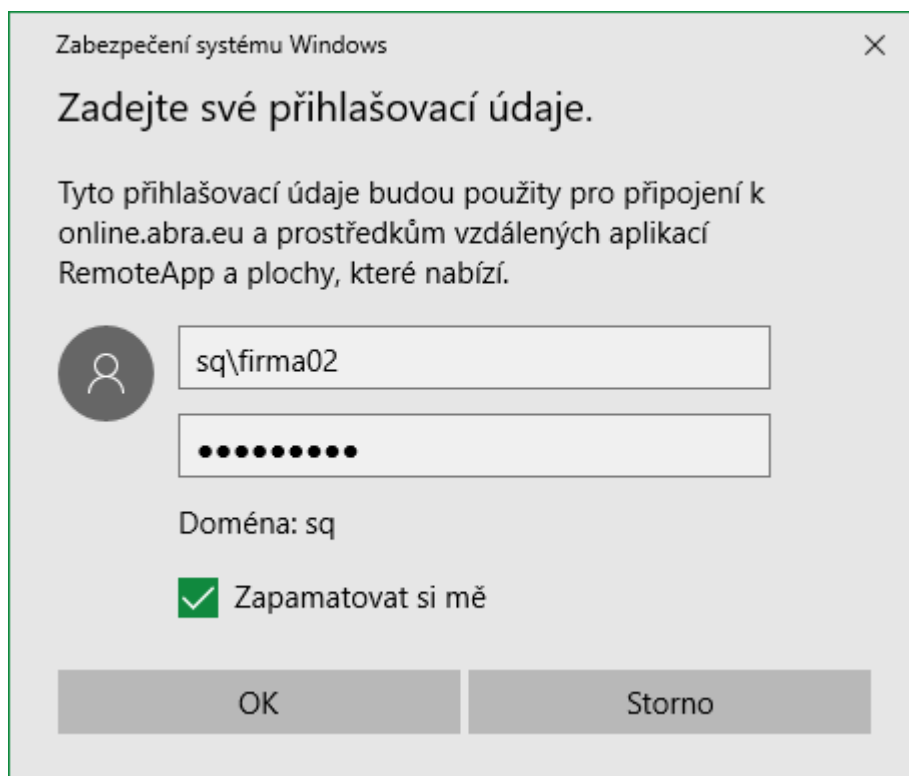 Zabezpečení systému Windows
Zadejte své přihlašovací údaje.
Tyto přihlašovací údaje budou použity pro připojení k
online.abra.eu a prostředkům vzdálených aplikací
RemoteApp a plochy, které nabízí.
sq\firma02
●●●●●●●●●
Doména: sq
Zapamatovat si mě
OK
Storno